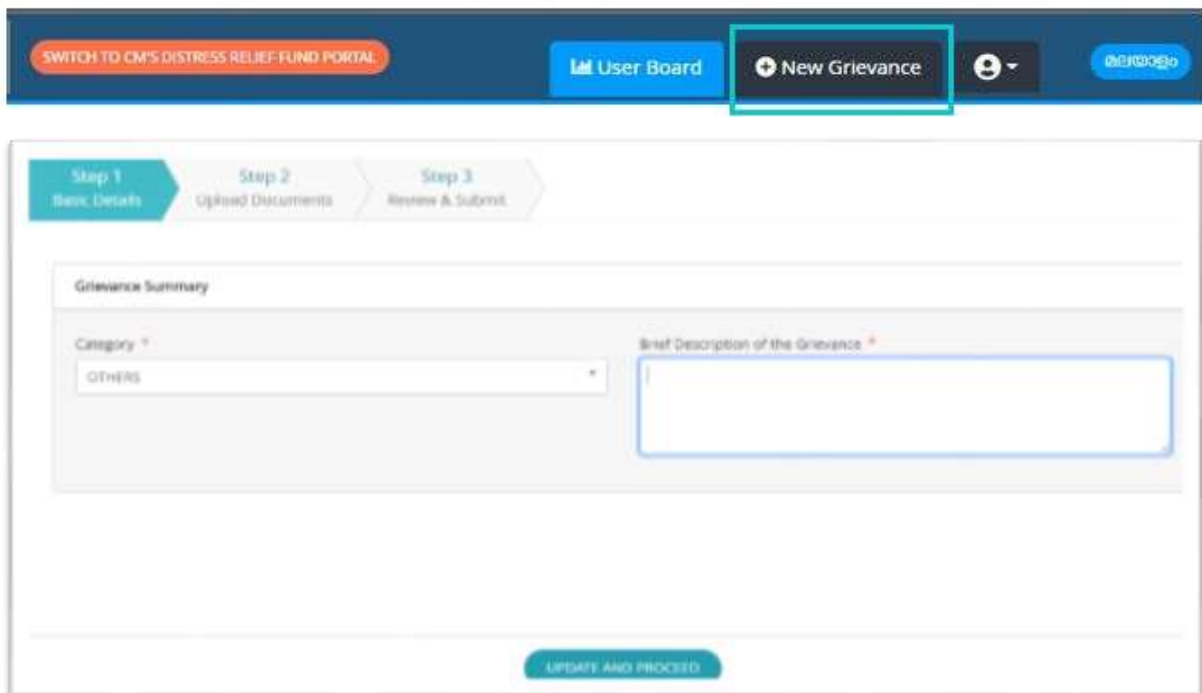 SWITCH TO CM'S DISTRESS RELIEF FUND PORTAL
User Board
New Grievance
മലയാളം
Step 1
Basic Details
Step 2
Upload Documents
Step 3
Review & Submit
Grievance Summary
Category *
OTHERS
Brief Description of the Grievance *
UPDATE AND PROCEED